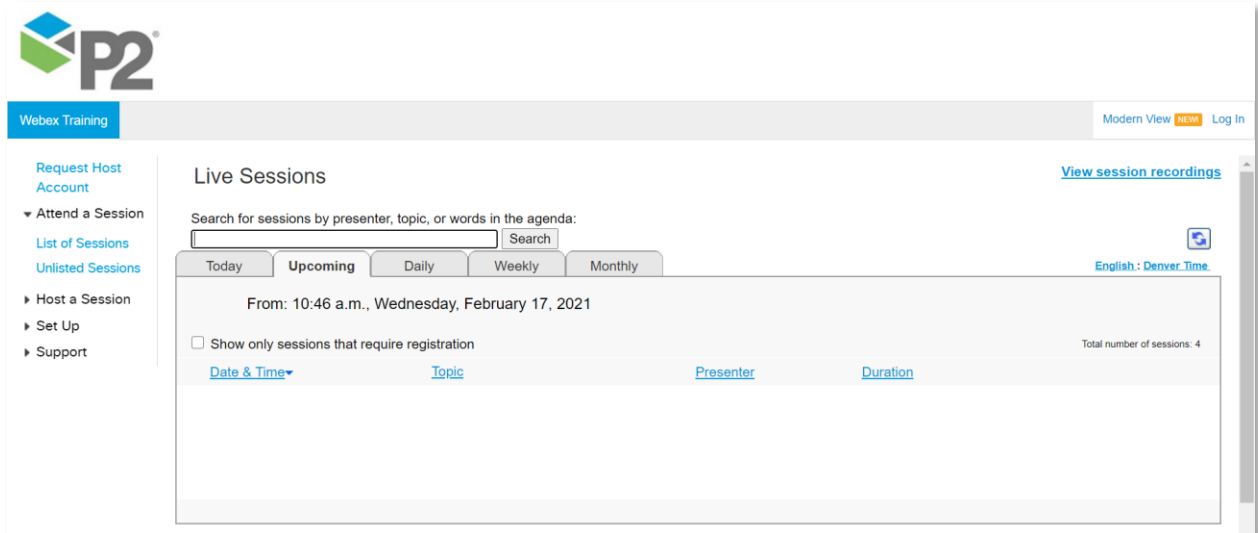 P2®
Webex Training
Modern View NEW! Log In
Request Host
Account
Attend a Session
List of Sessions
Unlisted Sessions
Host a Session
Set Up
Support
Live Sessions
View session recordings
Search for sessions by presenter, topic, or words in the agenda:
Search
Today Upcoming Daily Weekly Monthly
English : Denver Time
From: 10:46 a.m., Wednesday, February 17, 2021
Show only sessions that require registration
Total number of sessions: 4
Date & Time Topic Presenter Duration